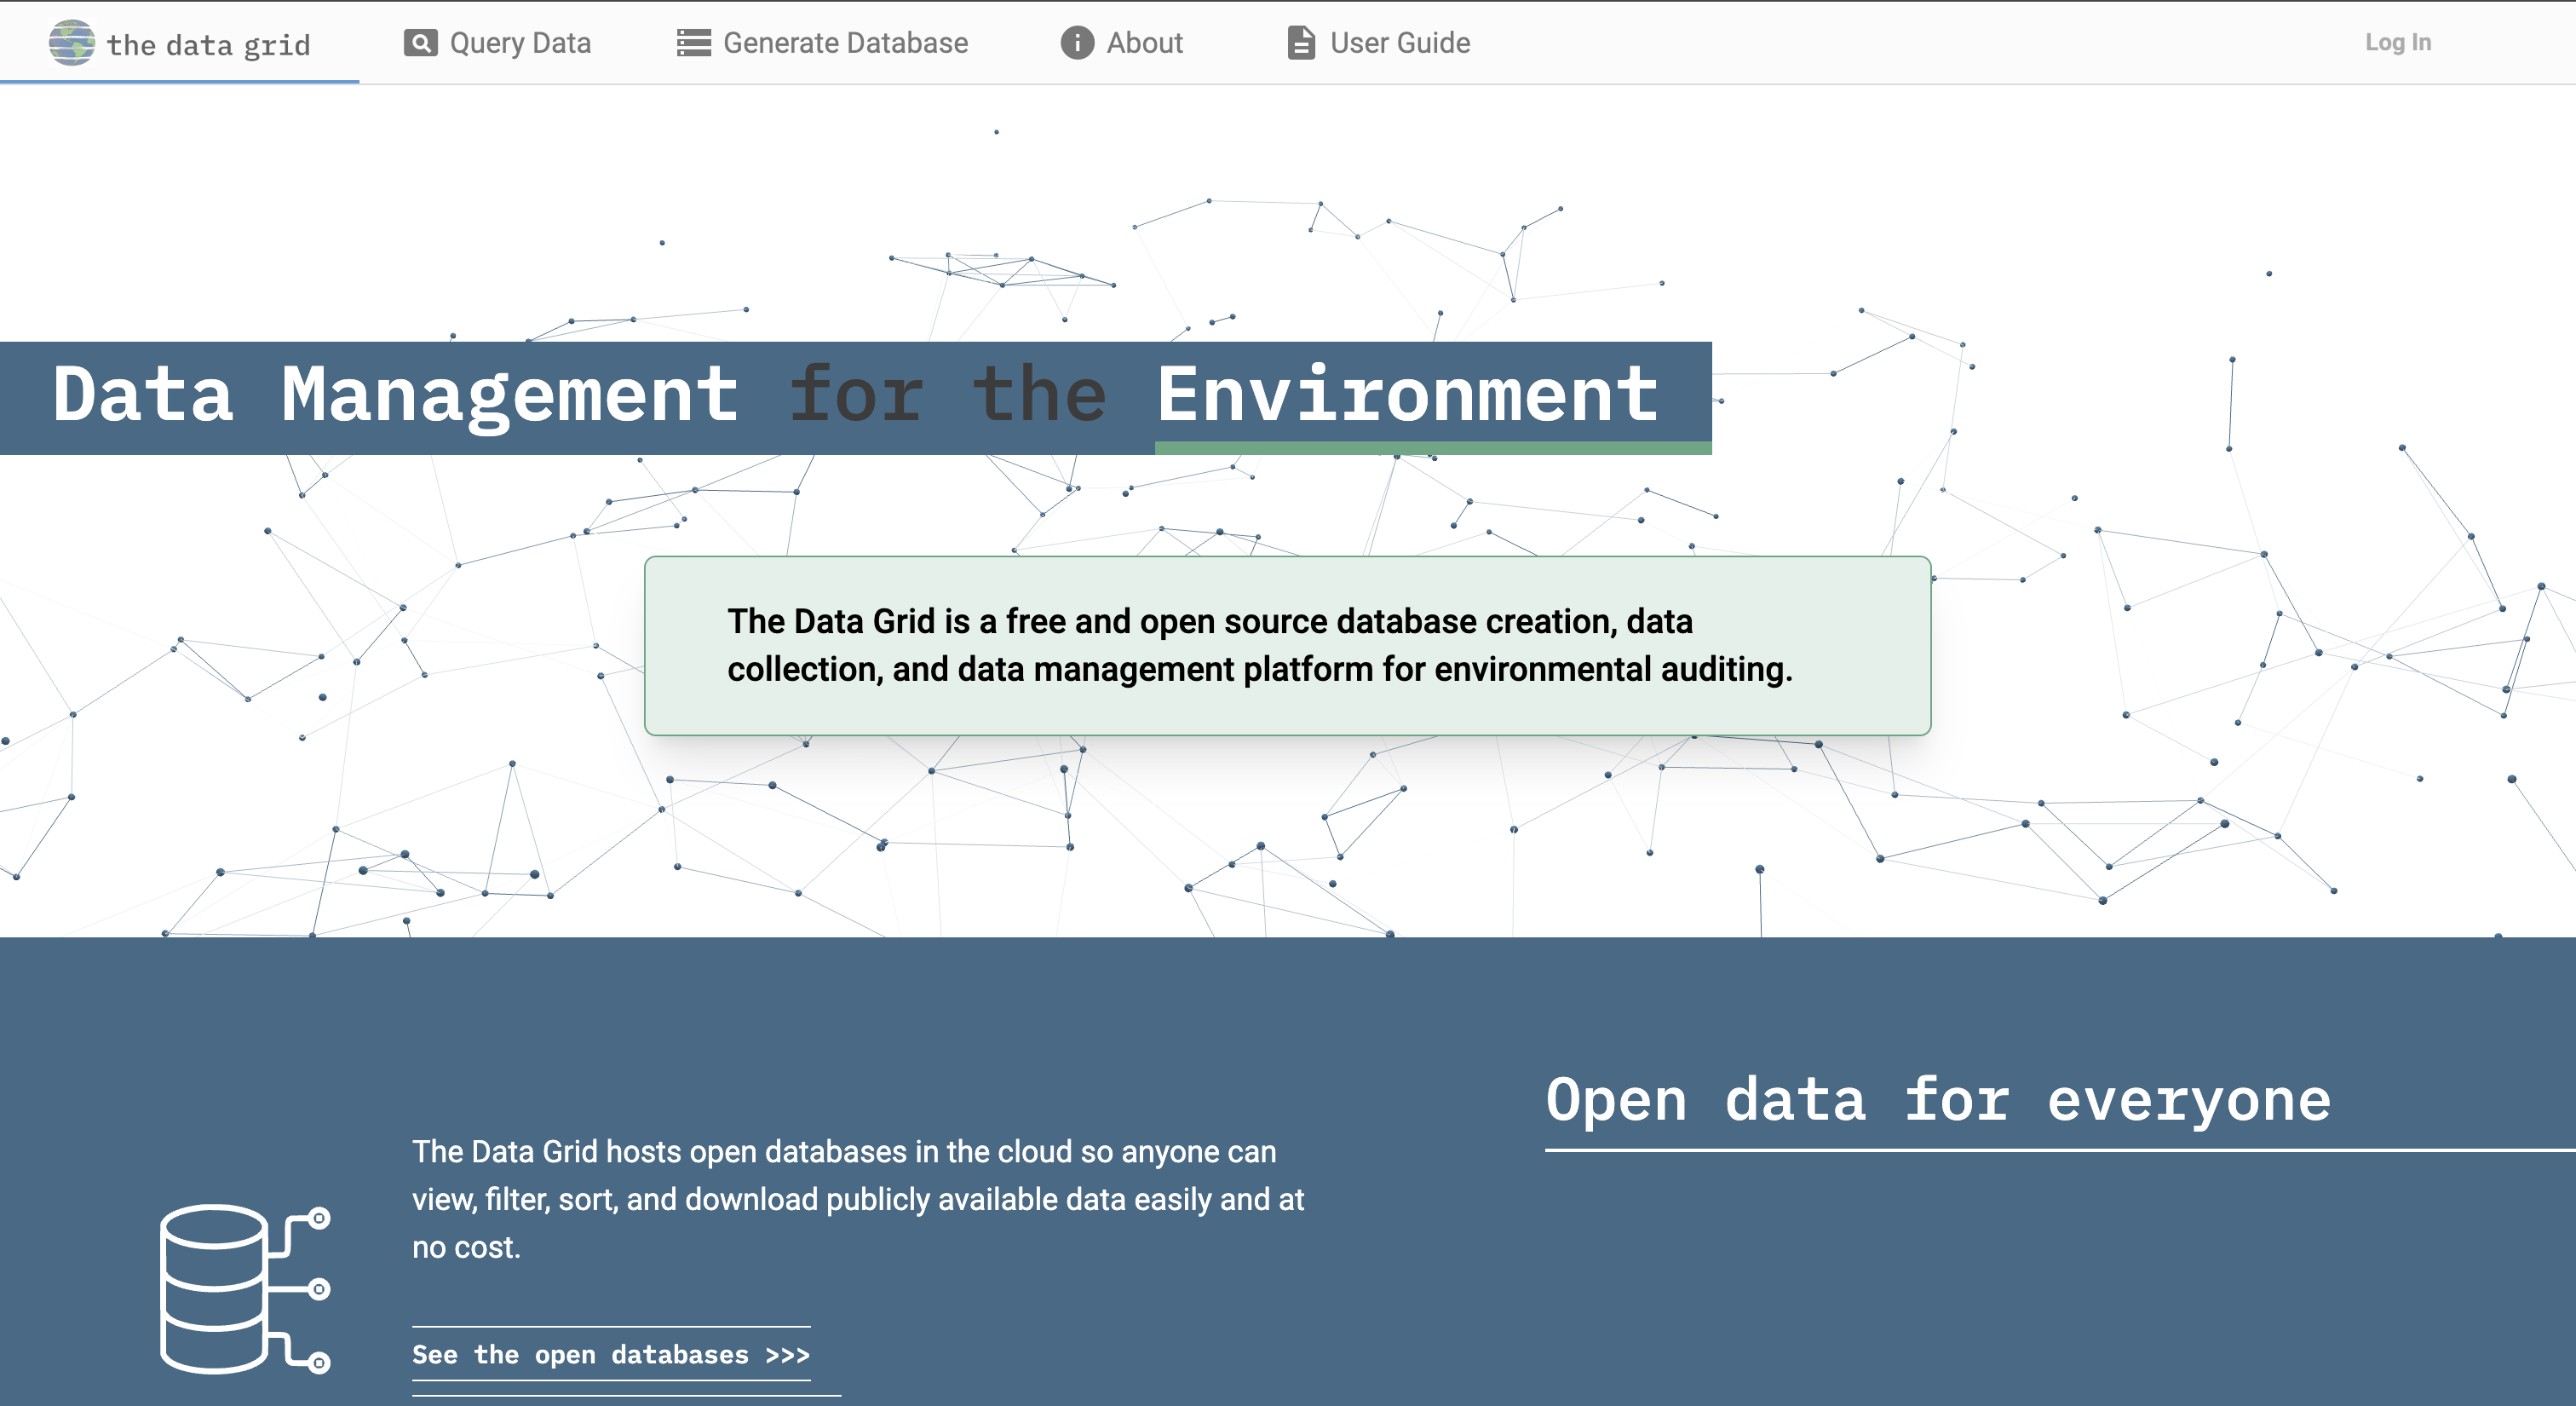 the data grid
Query Data
Generate Database
About
User Guide
Log In
Data Management for the Environment
The Data Grid is a free and open source database creation, data
collection, and data management platform for environmental auditing.
Open data for everyone
The Data Grid hosts open databases in the cloud so anyone can
view, filter, sort, and download publicly available data easily and at
no cost.
See the open databases >>>